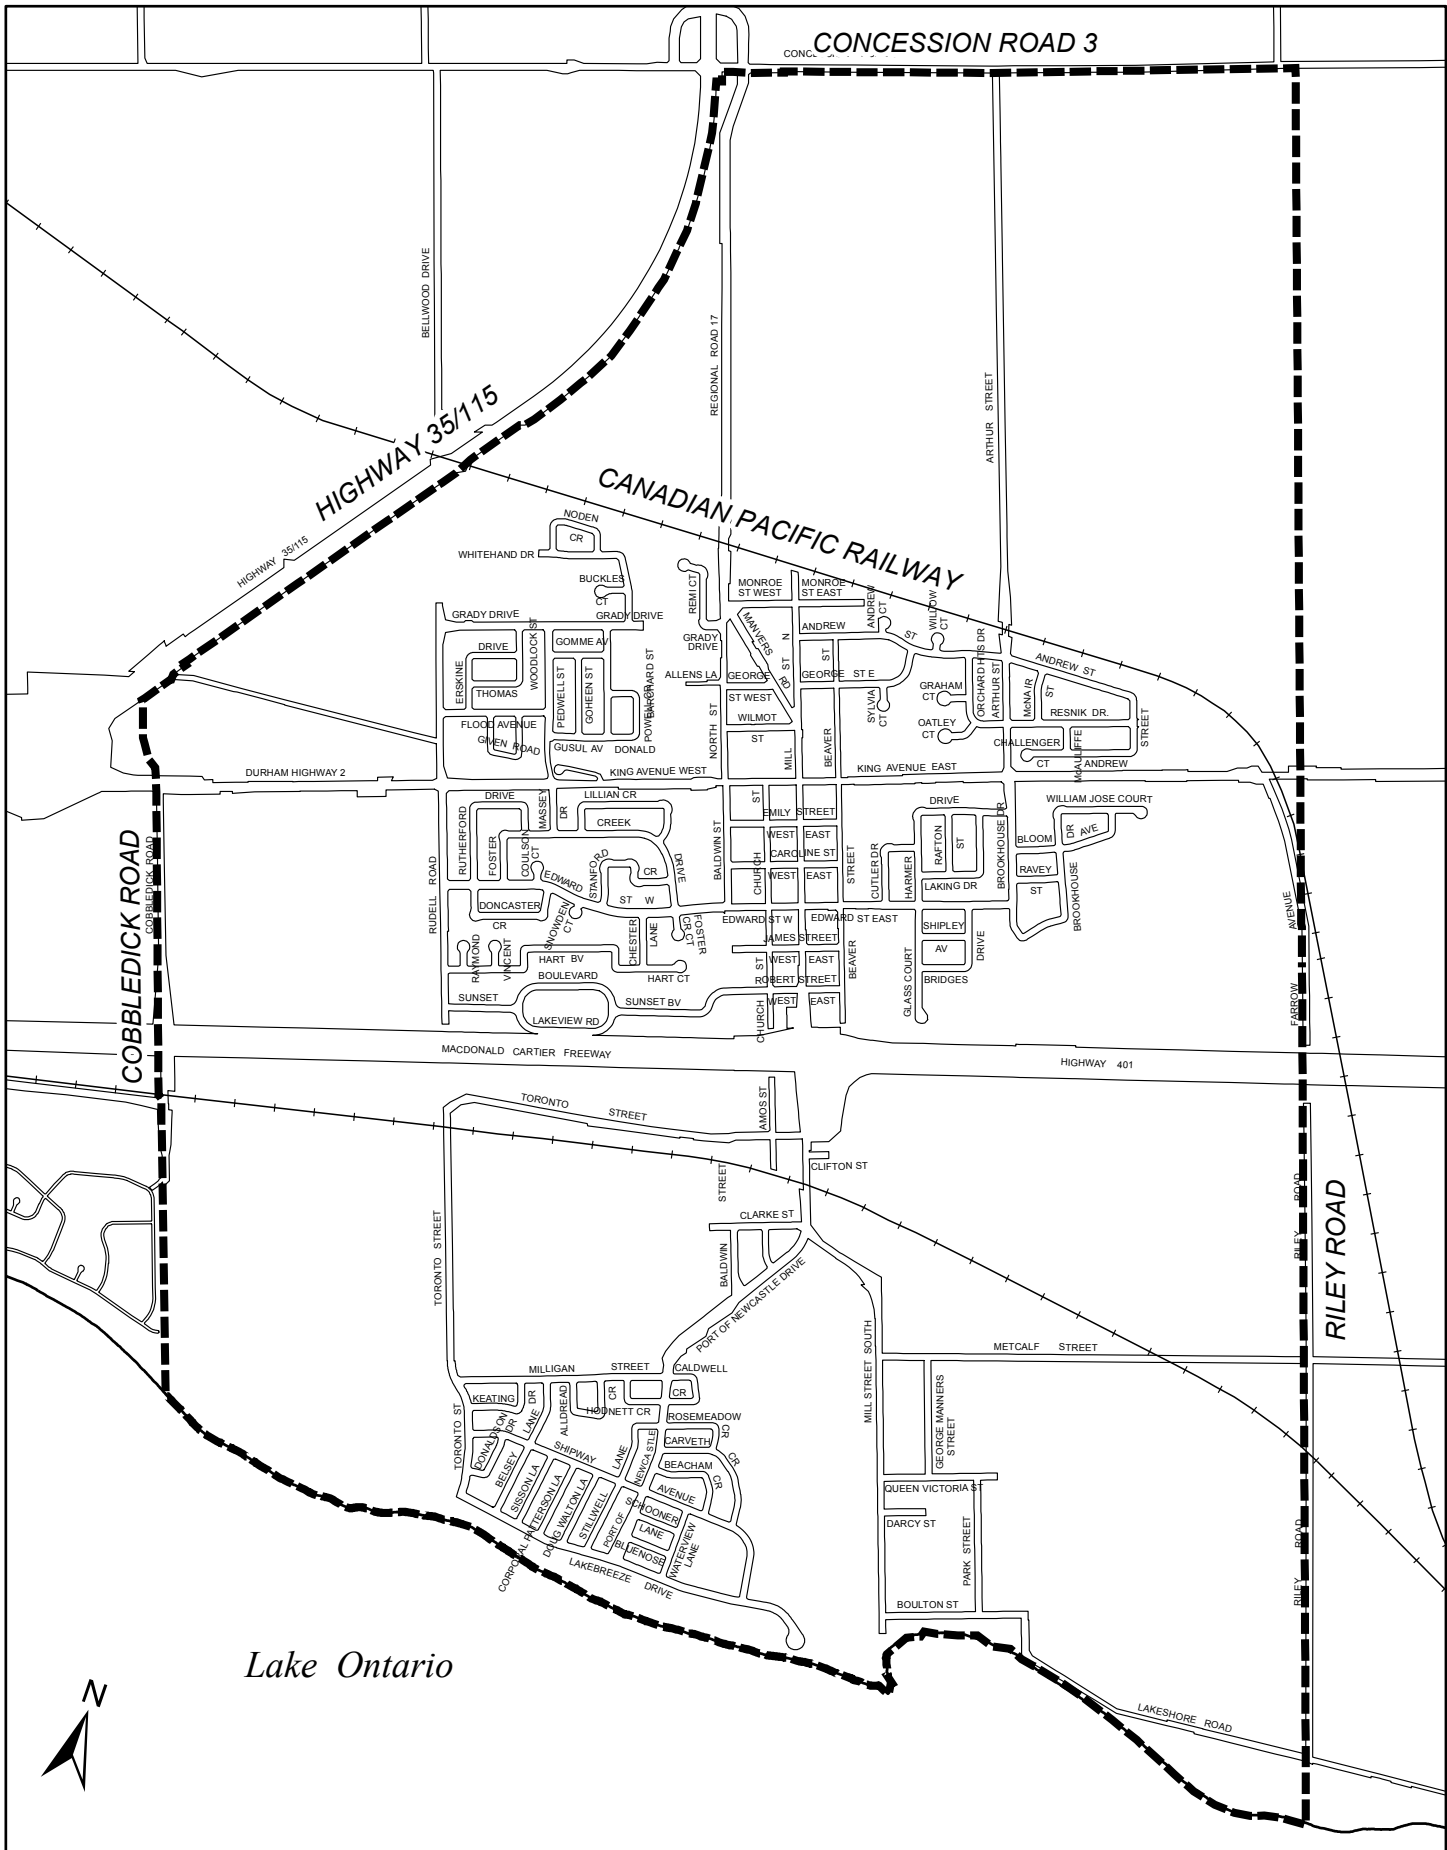 CONCESSION ROAD 3
BELLWOOD DRIVE
REGIONAL ROAD 17
ARTHUR STREET
HIGHWAY 35/115
HIGHWAY 35/115
CANADIAN PACIFIC RAILWAY
NODEN
CR
WHITEHAND DR
BUCKLES
CT
REMI CT
MONROE
ST WEST
MONROE
ST EAST
ANDREW
CT
WILLOW
CT
GRADY DRIVE
GRADY DRIVE
GRADY
DRIVE
MANVERS
RD
N
ANDREW
ST
DRIVE
WOODLOCK ST
GOMME AV
ST
ORCHARD HTS DR
ANDREW ST
ERSKINE
THOMAS
PEDWELL ST
GOHEEN ST
BARCHARD ST
ALLENS LA
GEORGE
ST WEST
ST
GEORGE ST E
SYLVIA
CT
GRAHAM
CT
ARTHUR ST
McNAIR
ST
RESNIK DR.
FLOOD AVENUE
GIVEN ROAD
GUSUL AV
DONALD
NORTH ST
WILMOT
ST
MILL
BEAVER
OATLEY
CT
CHALLENGER
CT
McAULIFFE
STREET
ANDREW
DURHAM HIGHWAY 2
KING AVENUE WEST
KING AVENUE EAST
DRIVE
MASSEY
DR
LILLIAN CR
CREEK
ST
EMILY STREET
WEST EAST
CAROLINE ST
WEST EAST
DRIVE
WILLIAM JOSE COURT
COBBLEDICK ROAD
COBBLEDICK ROAD
RUDELL ROAD
RUTHERFORD
FOSTER
COULSON
CT
EDWARD
STANFORD
CR
ST W
DRIVE
BALDWIN ST
CHURCH
STREET
CUTLER DR
HARMER
RAFTON
ST
LAKING DR
BROOKHOUSE DR
BLOOM
DR
AVE
RAVEY
ST
BROOKHOUSE
DONCASTER
CR
SNOWDEN
CT
CHESTER
LANE
FOSTER
CR CT
EDWARD ST W
EDWARD ST EAST
JAMES STREET
WEST EAST
ST
ROBERT STREET
WEST EAST
CHURCH
BEAVER
SHIPLEY
AV
DRIVE
BRIDGES
GLASS COURT
AVENUE
FARROW
RAYMOND
VINCENT
HART BV
HART CT
BOULEVARD
SUNSET
SUNSET BV
LAKEVIEW RD
MACDONALD CARTIER FREEWAY
HIGHWAY 401
TORONTO STREET
AMOS ST
CLIFTON ST
TORONTO STREET
STREET
CLARKE ST
BALDWIN
PORT OF NEWCASTLE DRIVE
MILL STREET SOUTH
METCALF STREET
RILEY ROAD
RILEY ROAD
RILEY ROAD
MILLIGAN STREET
CALDWELL
CR
KEATING
DR
LANE
ALLDREAD
CR
HODNETT CR
ROSEMEADOW
CR
TORONTO ST
DONALDSON
DR
BELSEY
SISSON LA
CORPORAL PATTERSON LA
DOUG WALTON LA
STILLWELL
LANE
SHIPWAY
AVENUE
PORT OF
NEWCASTLE
CARVETH
CR
BEACHAM
CR
SCHOONER
LANE
BLUENOSE
WATERVIEW
LANE
LAKEBREEZE DRIVE
GEORGE MANNERS
STREET
QUEEN VICTORIA ST
DARCY ST
PARK STREET
BOULTON ST
LAKESHORE ROAD
Lake Ontario
N